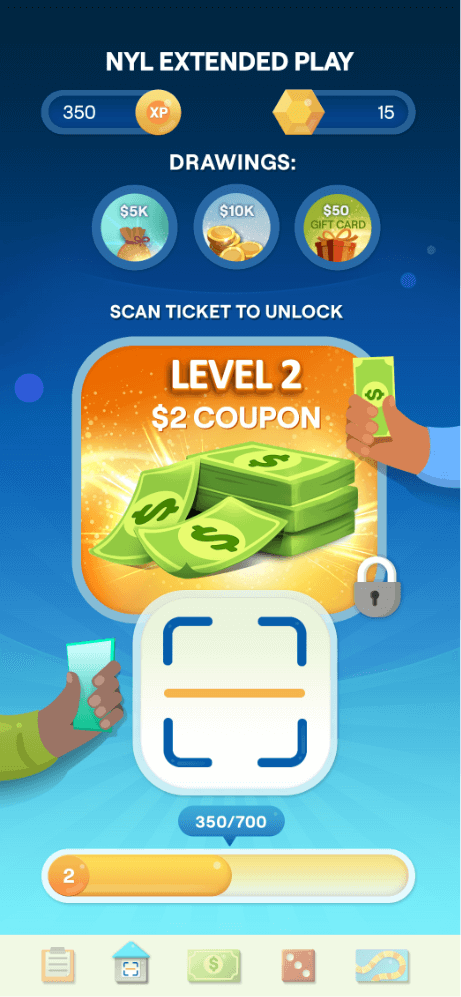 NYL EXTENDED PLAY
350 XP 15
DRAWINGS:
$5K $10K $50
GIFT CARD
SCAN TICKET TO UNLOCK
LEVEL 2
$2 COUPON
$
$
$
$
350/700
2
$